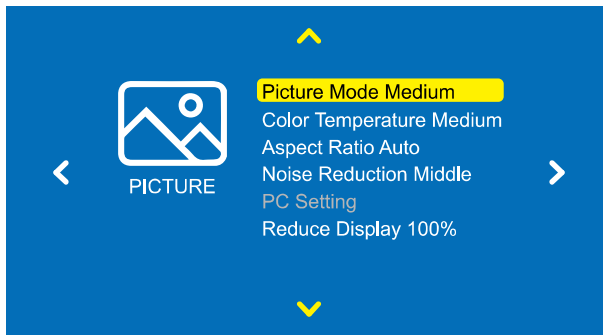 PICTURE
Picture Mode Medium
Color Temperature Medium
Aspect Ratio Auto
Noise Reduction Middle
PC Setting
Reduce Display 100%